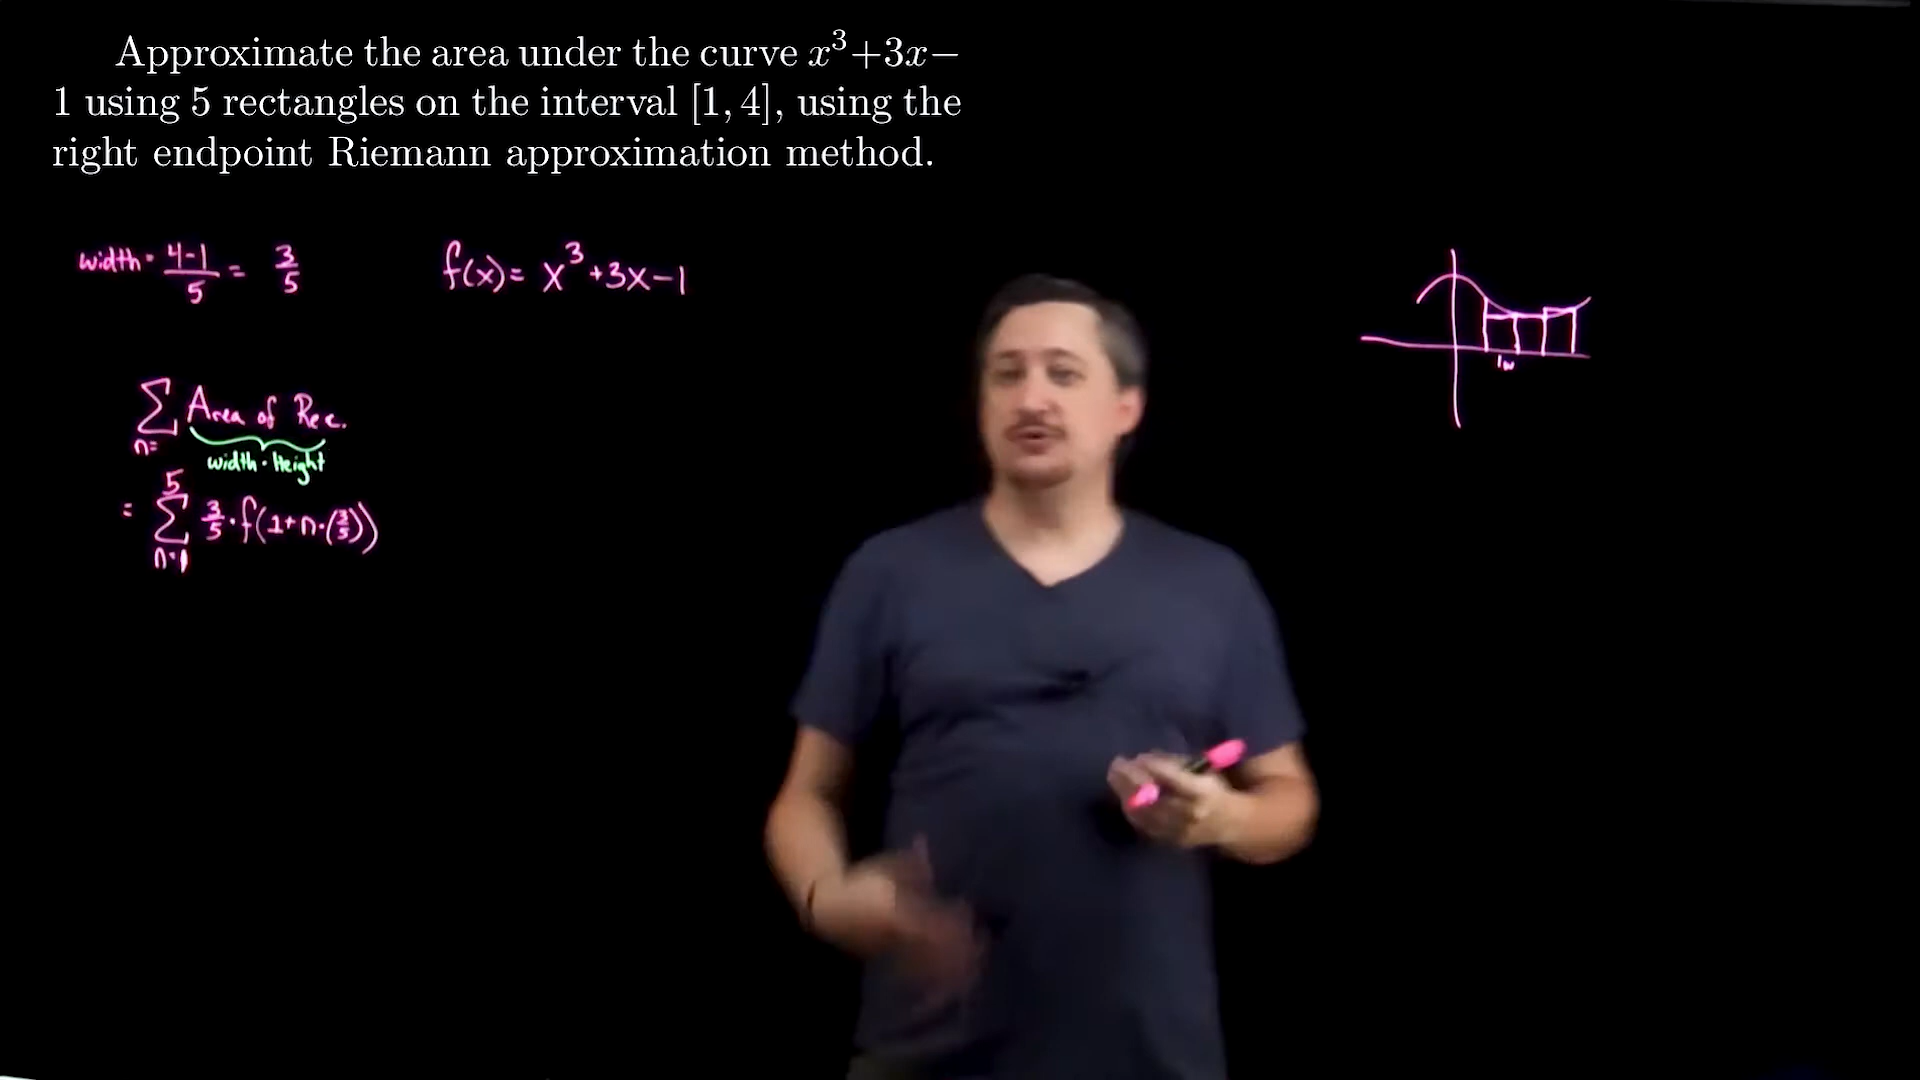 Approximate the area under the curve x³+3x−
1 using 5 rectangles on the interval [1, 4], using the
right endpoint Riemann approximation method.
width = 4-1/5 = 3/5
f(x) = x³+3x-1
∑ n= Area of Rec.
width · Height
= ∑ n=1 5 3/5 · f(1+n·(3/5))
1w